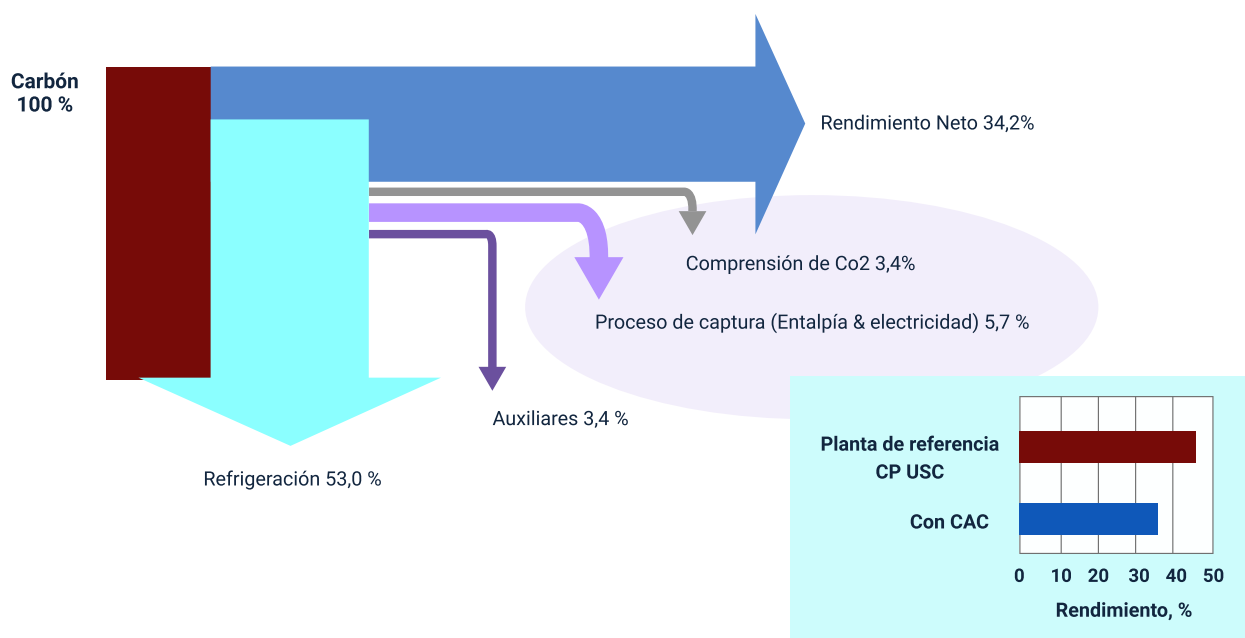 Carbón
100 %
Rendimiento Neto 34,2%
Comprensión de Co2 3,4%
Proceso de captura (Entalpía & electricidad) 5,7 %
Auxiliares 3,4 %
Refrigeración 53,0 %
Planta de referencia
CP USC
Con CAC
0 10 20 30 40 50
Rendimiento, %